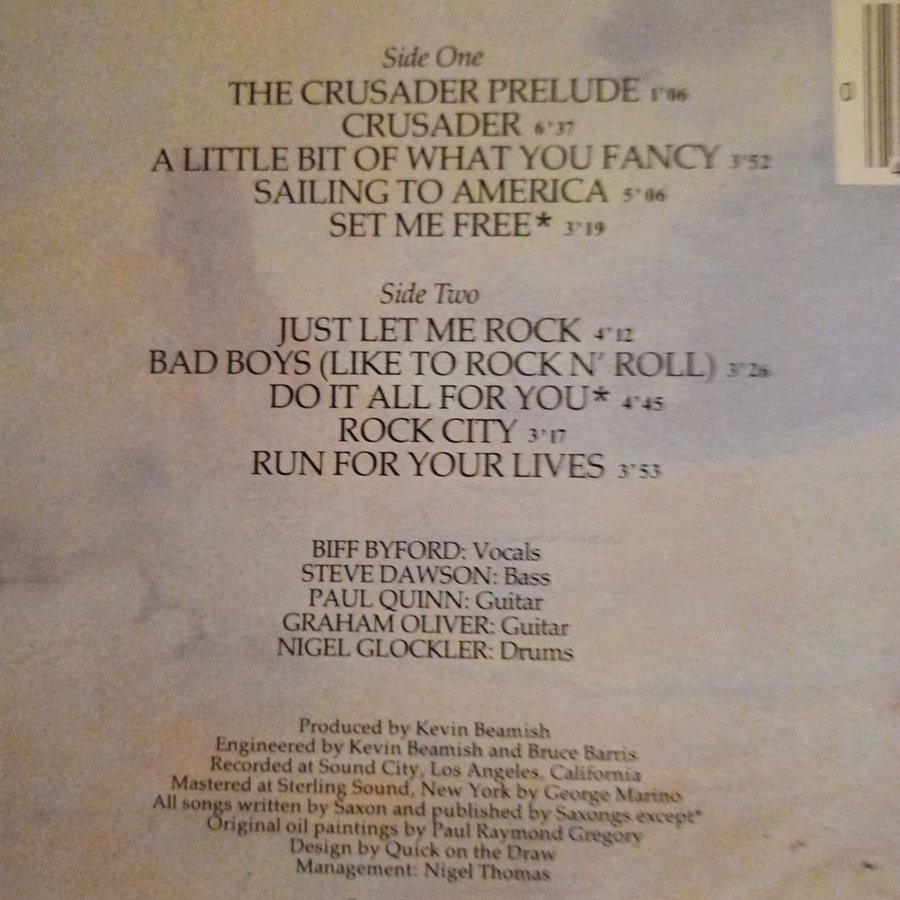 Side One
THE CRUSADER PRELUDE 1'06
CRUSADER 6'37
A LITTLE BIT OF WHAT YOU FANCY 3'52
SAILING TO AMERICA 5'06
SET ME FREE* 3'19
Side Two
JUST LET ME ROCK 4'12
BAD BOYS (LIKE TO ROCK N' ROLL) 3'26
DO IT ALL FOR YOU* 4'45
ROCK CITY 3'17
RUN FOR YOUR LIVES 3'53
BIFF BYFORD: Vocals
STEVE DAWSON: Bass
PAUL QUINN: Guitar
GRAHAM OLIVER: Guitar
NIGEL GLOCKLER: Drums
Produced by Kevin Beamish
Engineered by Kevin Beamish and Bruce Barris
Recorded at Sound City, Los Angeles, California
Mastered at Sterling Sound, New York by George Marino
All songs written by Saxon and published by Saxongs except*
Original oil paintings by Paul Raymond Gregory
Design by Quick on the Draw
Management: Nigel Thomas